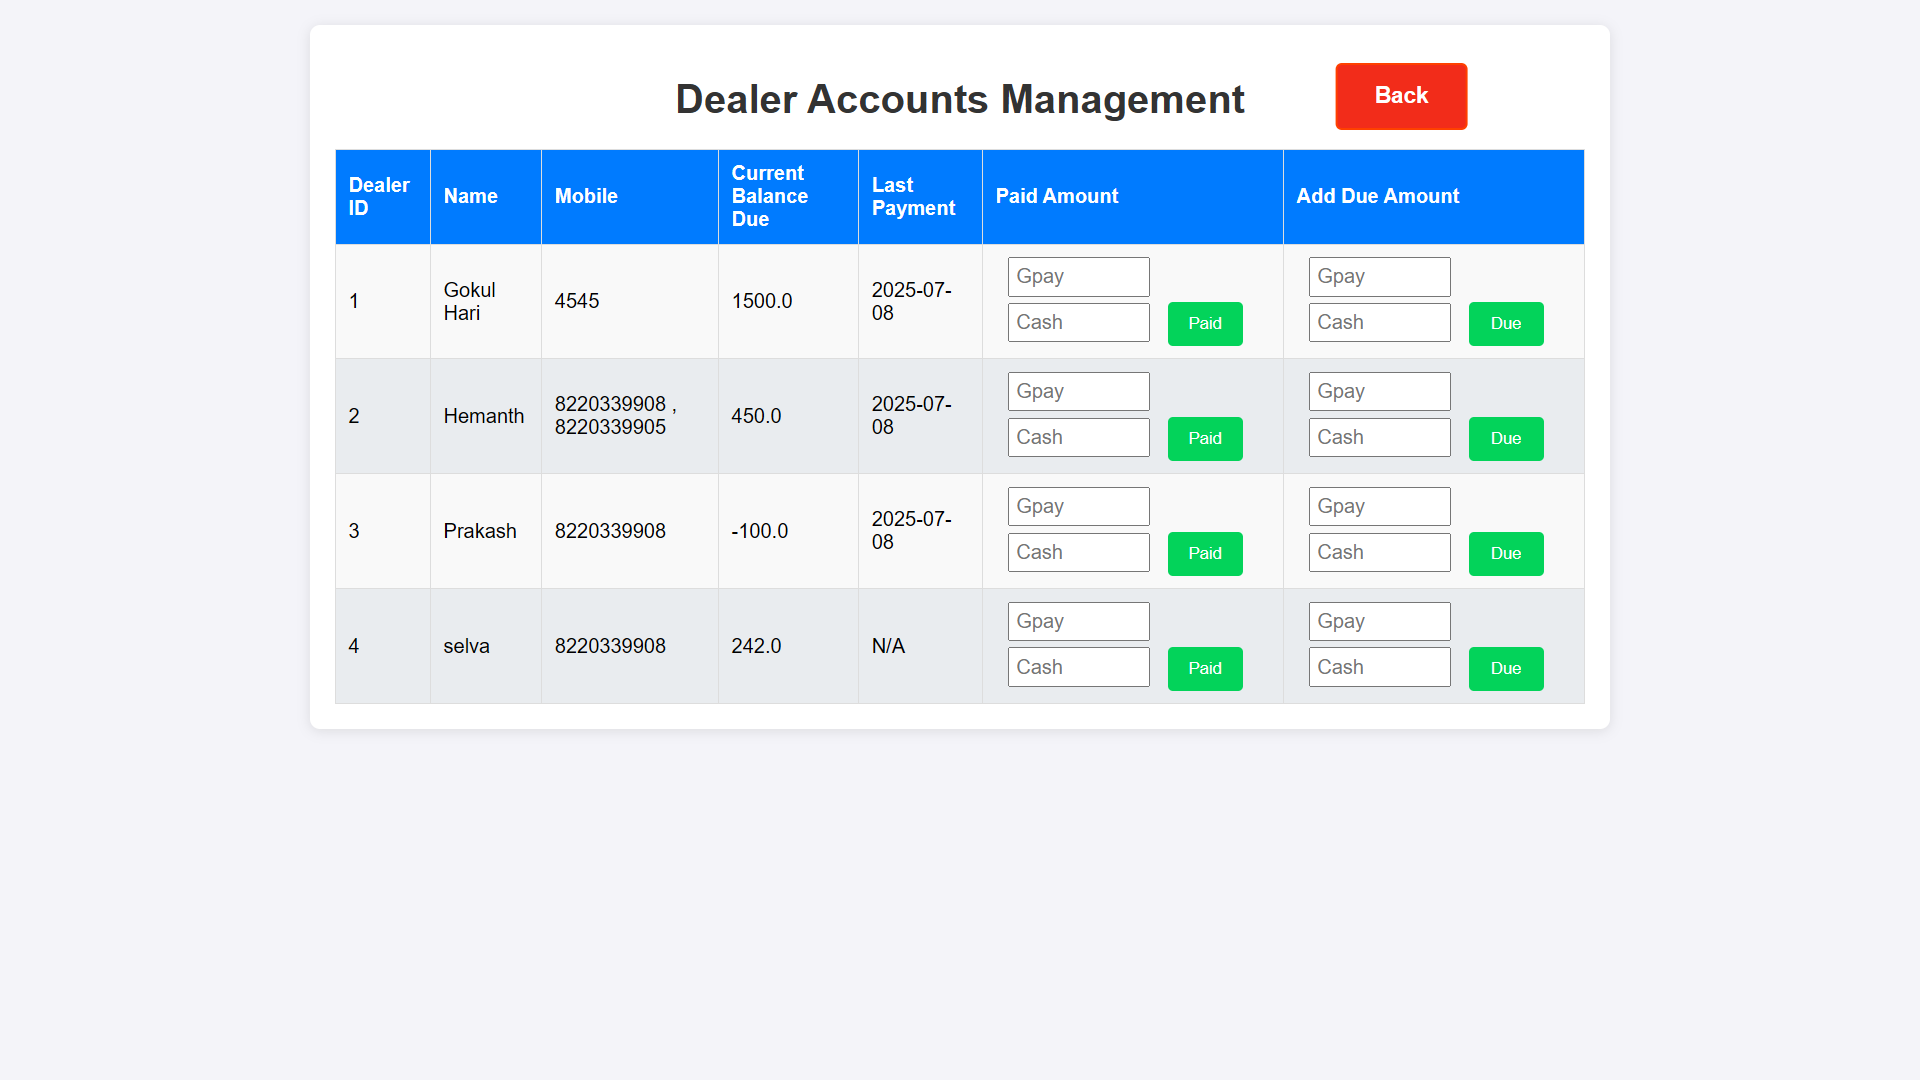 Dealer Accounts Management
Back
Dealer
ID
Name
Mobile
Current
Balance
Due
Last
Payment
Paid Amount
Add Due Amount
1
Gokul
Hari
4545
1500.0
2025-07-
08
Gpay
Cash
Paid
Gpay
Cash
Due
2
Hemanth
8220339908 ,
8220339905
450.0
2025-07-
08
Gpay
Cash
Paid
Gpay
Cash
Due
3
Prakash
8220339908
-100.0
2025-07-
08
Gpay
Cash
Paid
Gpay
Cash
Due
4
selva
8220339908
242.0
N/A
Gpay
Cash
Paid
Gpay
Cash
Due